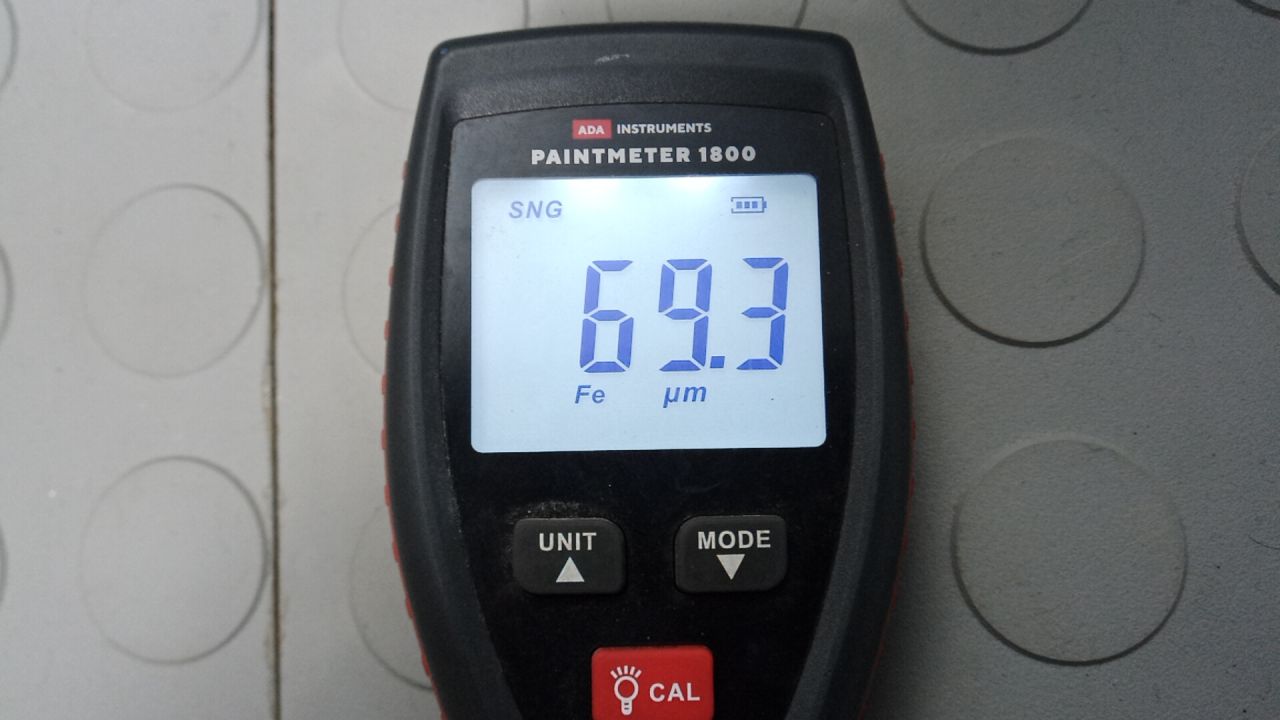 ADA INSTRUMENTS
PAINTMETER 1800
SNG
69.3
Fe µm
UNIT MODE
CAL